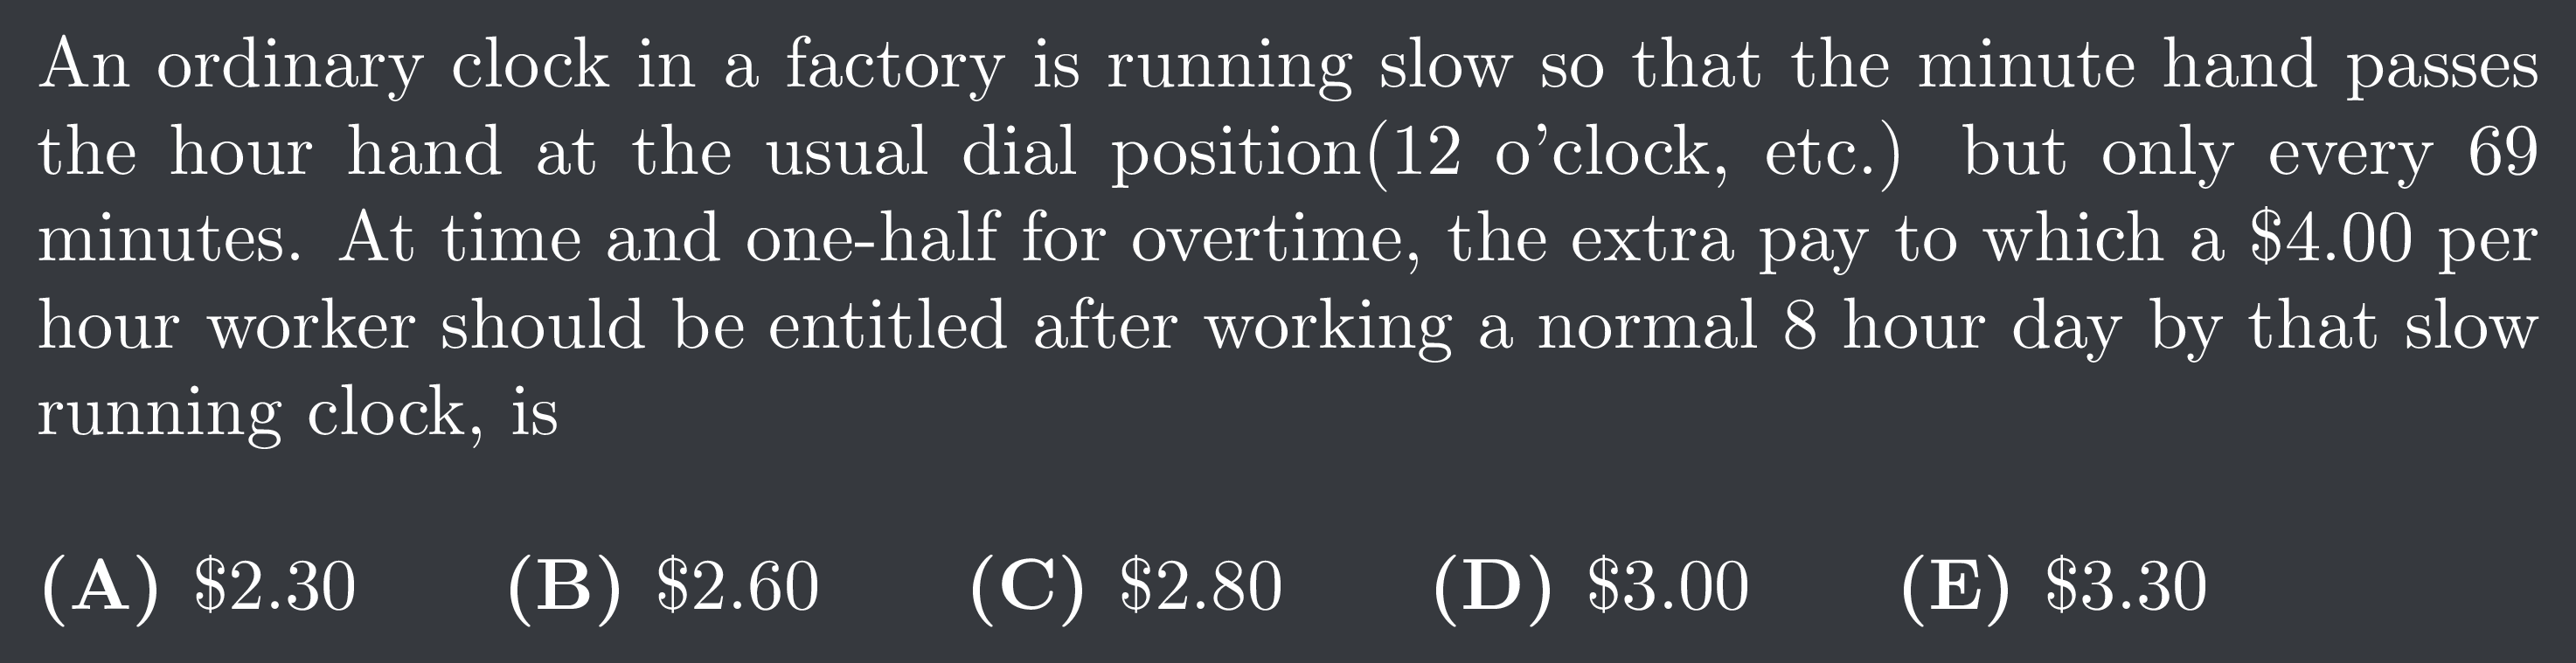 An ordinary clock in a factory is running slow so that the minute hand passes
the hour hand at the usual dial position(12 o'clock, etc.) but only every 69
minutes. At time and one-half for overtime, the extra pay to which a $4.00 per
hour worker should be entitled after working a normal 8 hour day by that slow
running clock, is
(A) $2.30 (B) $2.60 (C) $2.80 (D) $3.00 (E) $3.30